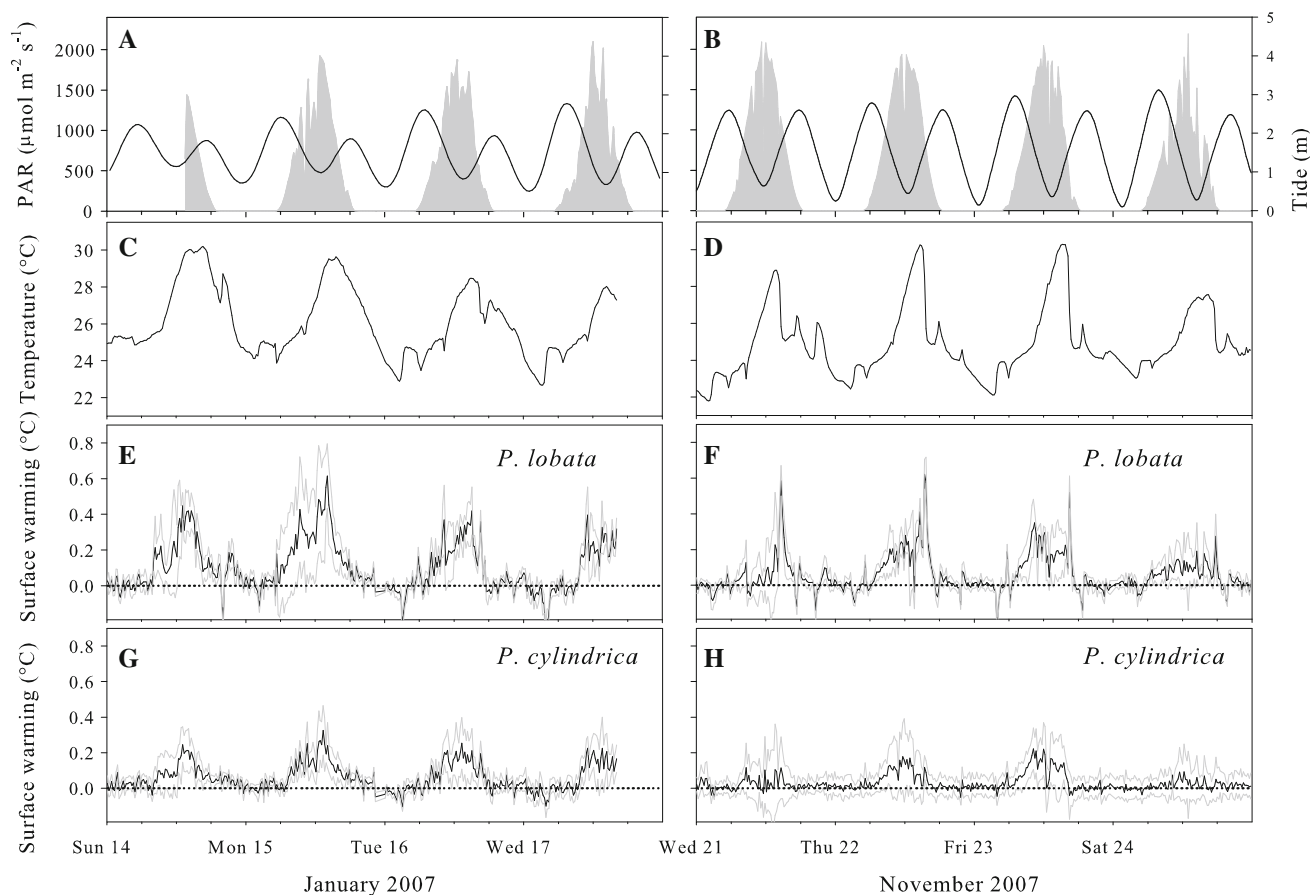 A
B
PAR (µmol m⁻² s⁻¹)
2000
1500
1000
500
0
5
4
3
2
1
0
Tide (m)
C
D
Temperature (°C)
30
28
26
24
22
E
P. lobata
F
P. lobata
Surface warming (°C)
0.8
0.6
0.4
0.2
0.0
G
P. cylindrica
H
P. cylindrica
Surface warming (°C)
0.8
0.6
0.4
0.2
0.0
Sun 14 Mon 15 Tue 16 Wed 17 Wed 21 Thu 22 Fri 23 Sat 24
January 2007 November 2007